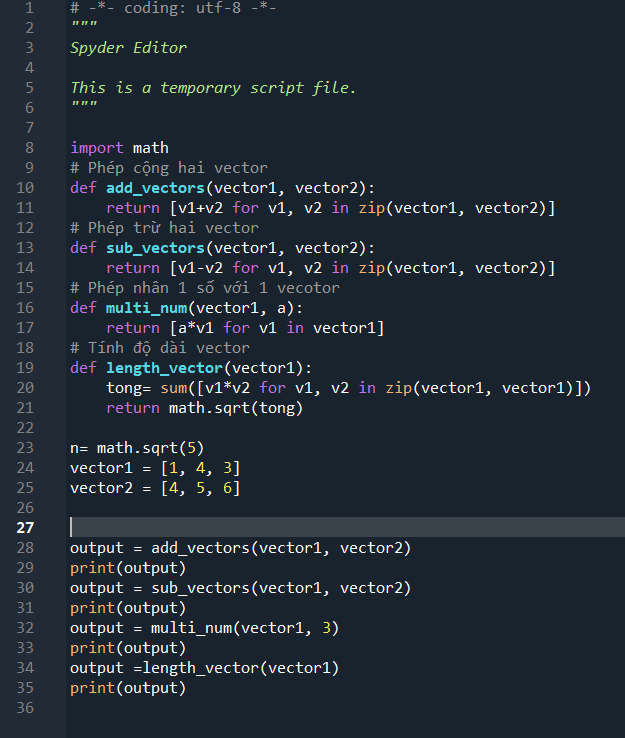 1 # -*- coding: utf-8 -*-
2 """
3 Spyder Editor
4
5 This is a temporary script file.
6 """
7
8 import math
9 # Phép cộng hai vector
10 def add_vectors(vector1, vector2):
11     return [v1+v2 for v1, v2 in zip(vector1, vector2)]
12 # Phép trừ hai vector
13 def sub_vectors(vector1, vector2):
14     return [v1-v2 for v1, v2 in zip(vector1, vector2)]
15 # Phép nhân 1 số với 1 vecotor
16 def multi_num(vector1, a):
17     return [a*v1 for v1 in vector1]
18 # Tính độ dài vector
19 def length_vector(vector1):
20     tong= sum([v1*v2 for v1, v2 in zip(vector1, vector1)])
21     return math.sqrt(tong)
22
23 n= math.sqrt(5)
24 vector1 = [1, 4, 3]
25 vector2 = [4, 5, 6]
26
27
28 output = add_vectors(vector1, vector2)
29 print(output)
30 output = sub_vectors(vector1, vector2)
31 print(output)
32 output = multi_num(vector1, 3)
33 print(output)
34 output =length_vector(vector1)
35 print(output)
36